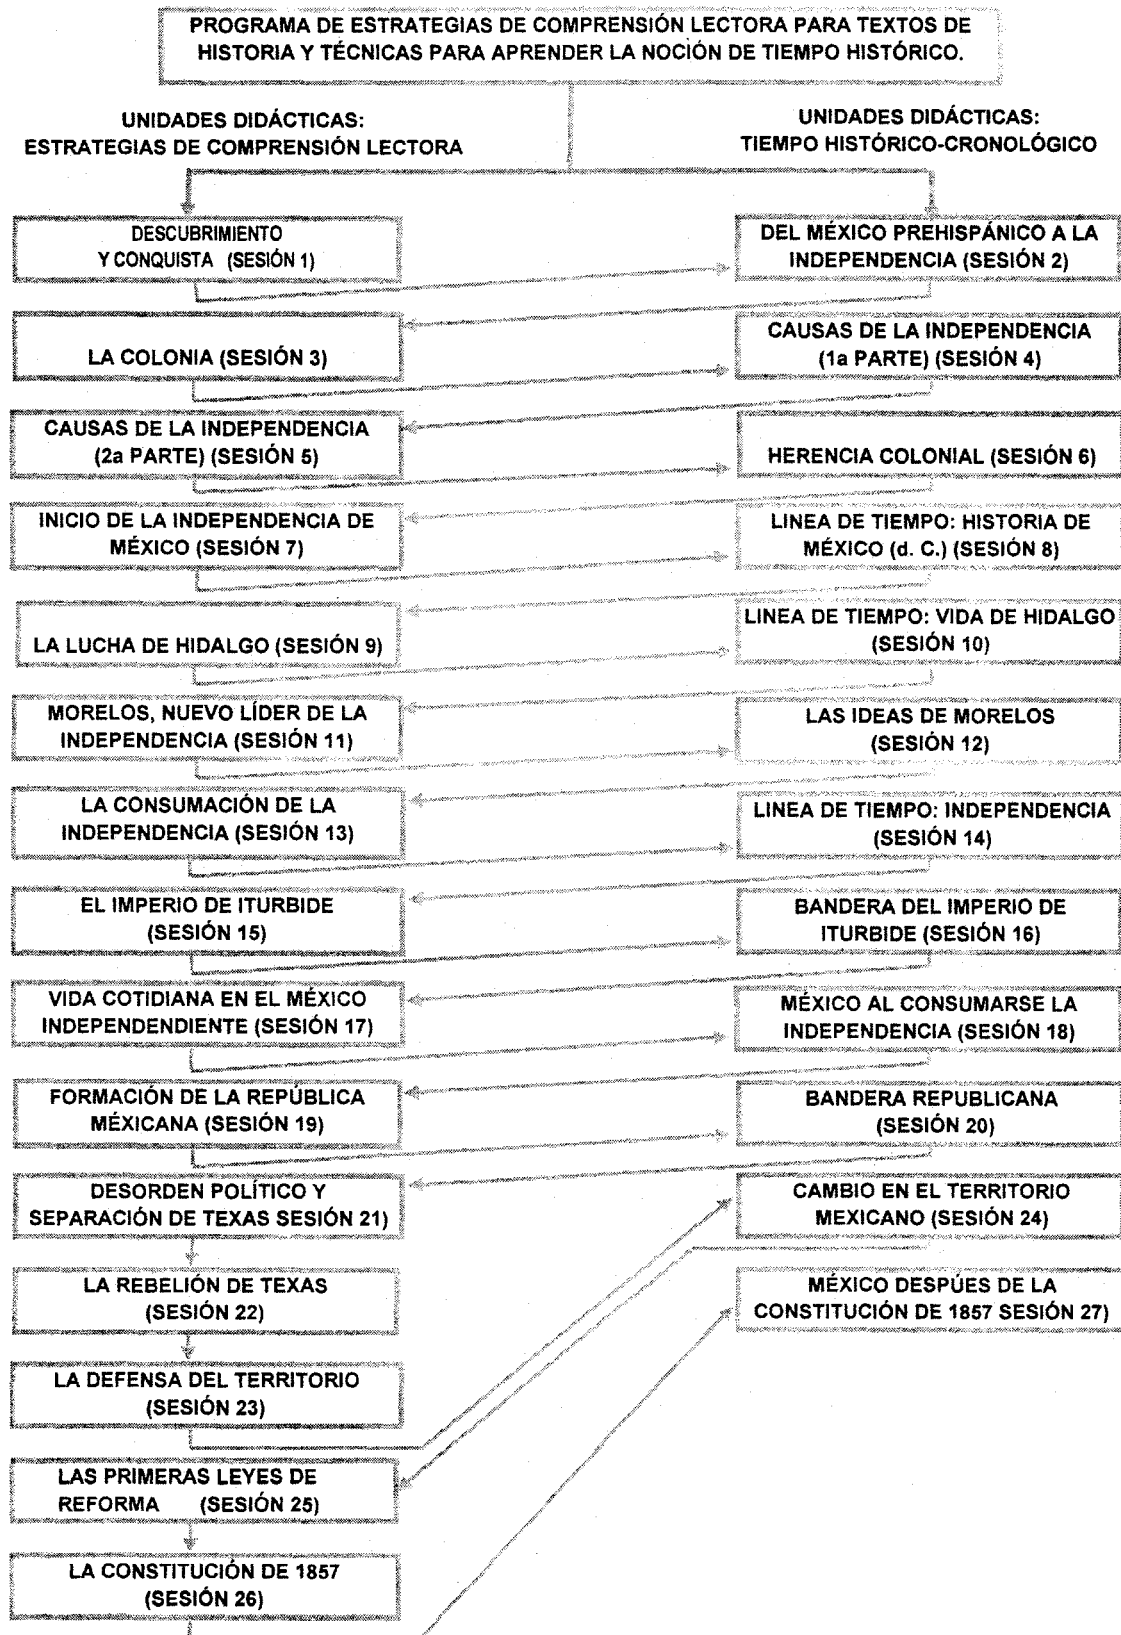 PROGRAMA DE ESTRATEGIAS DE COMPRENSIÓN LECTORA PARA TEXTOS DE
HISTORIA Y TÉCNICAS PARA APRENDER LA NOCIÓN DE TIEMPO HISTÓRICO.
UNIDADES DIDÁCTICAS:
ESTRATEGIAS DE COMPRENSIÓN LECTORA
UNIDADES DIDÁCTICAS:
TIEMPO HISTÓRICO-CRONOLÓGICO
DESCUBRIMIENTO
Y CONQUISTA (SESIÓN 1)
DEL MÉXICO PREHISPÁNICO A LA
INDEPENDENCIA (SESIÓN 2)
LA COLONIA (SESIÓN 3)
CAUSAS DE LA INDEPENDENCIA
(1a PARTE) (SESIÓN 4)
CAUSAS DE LA INDEPENDENCIA
(2a PARTE) (SESIÓN 5)
HERENCIA COLONIAL (SESIÓN 6)
INICIO DE LA INDEPENDENCIA DE
MÉXICO (SESIÓN 7)
LINEA DE TIEMPO: HISTORIA DE
MÉXICO (d. C.) (SESIÓN 8)
LA LUCHA DE HIDALGO (SESIÓN 9)
LINEA DE TIEMPO: VIDA DE HIDALGO
(SESIÓN 10)
MORELOS, NUEVO LÍDER DE LA
INDEPENDENCIA (SESIÓN 11)
LAS IDEAS DE MORELOS
(SESIÓN 12)
LA CONSUMACIÓN DE LA
INDEPENDENCIA (SESIÓN 13)
LINEA DE TIEMPO: INDEPENDENCIA
(SESIÓN 14)
EL IMPERIO DE ITURBIDE
(SESIÓN 15)
BANDERA DEL IMPERIO DE
ITURBIDE (SESIÓN 16)
VIDA COTIDIANA EN EL MÉXICO
INDEPENDENDIENTE (SESIÓN 17)
MÉXICO AL CONSUMARSE LA
INDEPENDENCIA (SESIÓN 18)
FORMACIÓN DE LA REPÚBLICA
MÉXICANA (SESIÓN 19)
BANDERA REPUBLICANA
(SESIÓN 20)
DESORDEN POLÍTICO Y
SEPARACIÓN DE TEXAS SESIÓN 21)
CAMBIO EN EL TERRITORIO
MEXICANO (SESIÓN 24)
LA REBELIÓN DE TEXAS
(SESIÓN 22)
MÉXICO DESPÚES DE LA
CONSTITUCIÓN DE 1857 SESIÓN 27)
LA DEFENSA DEL TERRITORIO
(SESIÓN 23)
LAS PRIMERAS LEYES DE
REFORMA (SESIÓN 25)
LA CONSTITUCIÓN DE 1857
(SESIÓN 26)